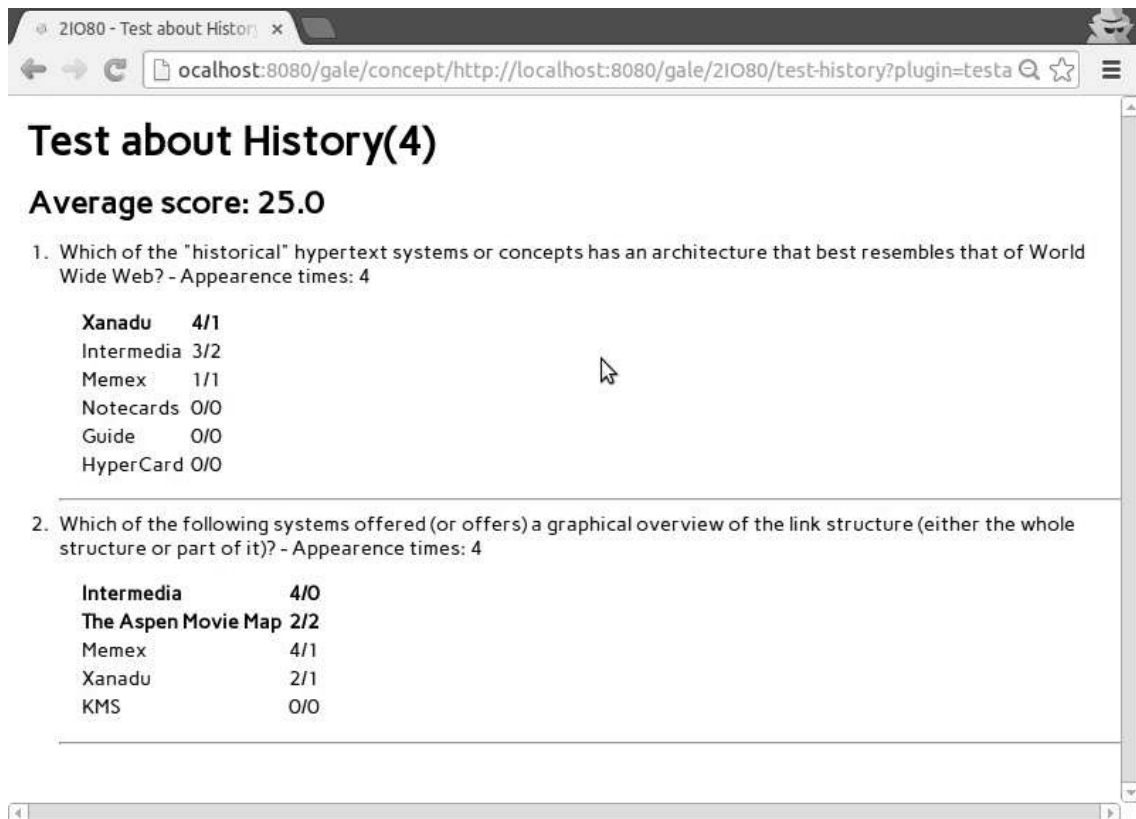 2IO80 - Test about Histor
ocalhost:8080/gale/concept/http://localhost:8080/gale/2IO80/test-history?plugin=testa
Test about History(4)
Average score: 25.0
1. Which of the "historical" hypertext systems or concepts has an architecture that best resembles that of World
Wide Web? - Appearence times: 4
Xanadu 4/1
Intermedia 3/2
Memex 1/1
Notecards 0/0
Guide 0/0
HyperCard 0/0
2. Which of the following systems offered (or offers) a graphical overview of the link structure (either the whole
structure or part of it)? - Appearence times: 4
Intermedia 4/0
The Aspen Movie Map 2/2
Memex 4/1
Xanadu 2/1
KMS 0/0